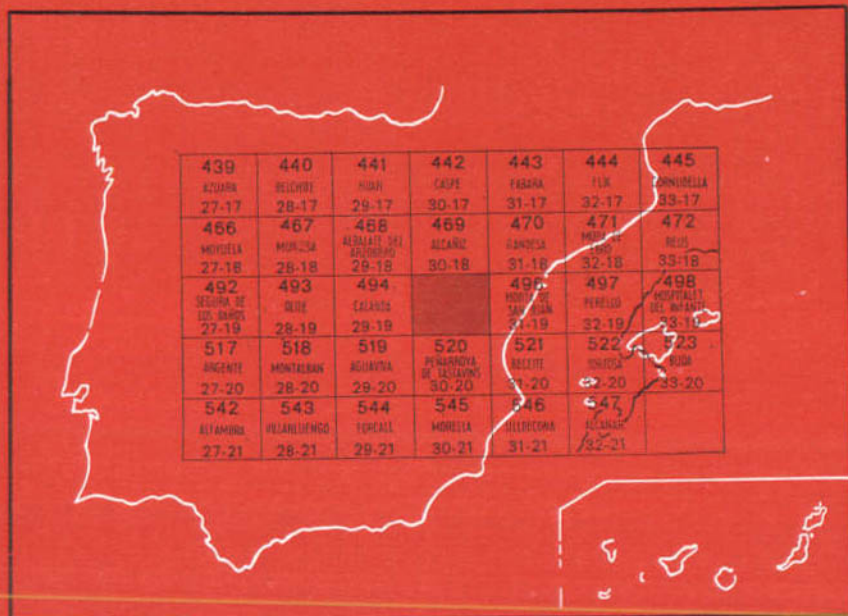 439 440 441 442 443 444 445
AZUARA BELCHITE HIJAR CASPE FABARA FLIX CORNUDELLA
27-17 28-17 29-17 30-17 31-17 32-17 33-17
466 467 468 469 470 471 472
MOYUELA MUNIESA ALBALATE DEL ARZOBISPO ALCAÑIZ GANDESA MORA DE EBRO REUS
27-18 28-18 29-18 30-18 31-18 32-18 33-18
492 493 494 496 497 498
SEGURA DE LOS BAÑOS OLIETE CALANDA HORTA DE SAN JUAN PERELLO HOSPITALET DEL INFANTE
27-19 28-19 29-19 31-19 32-19 33-19
517 518 519 520 521 522 523
ARGENTE MONTALBAN AGUAVIVA PEÑARROYA DE TASTAVINS BECEITE TORTOSA BUDA
27-20 28-20 29-20 30-20 31-20 32-20 33-20
542 543 544 545 546 547
ALFAMBRA VILLARLUENGO FORCALL MORELLA ULLDECONA ALCANAR
27-21 28-21 29-21 30-21 31-21 32-21